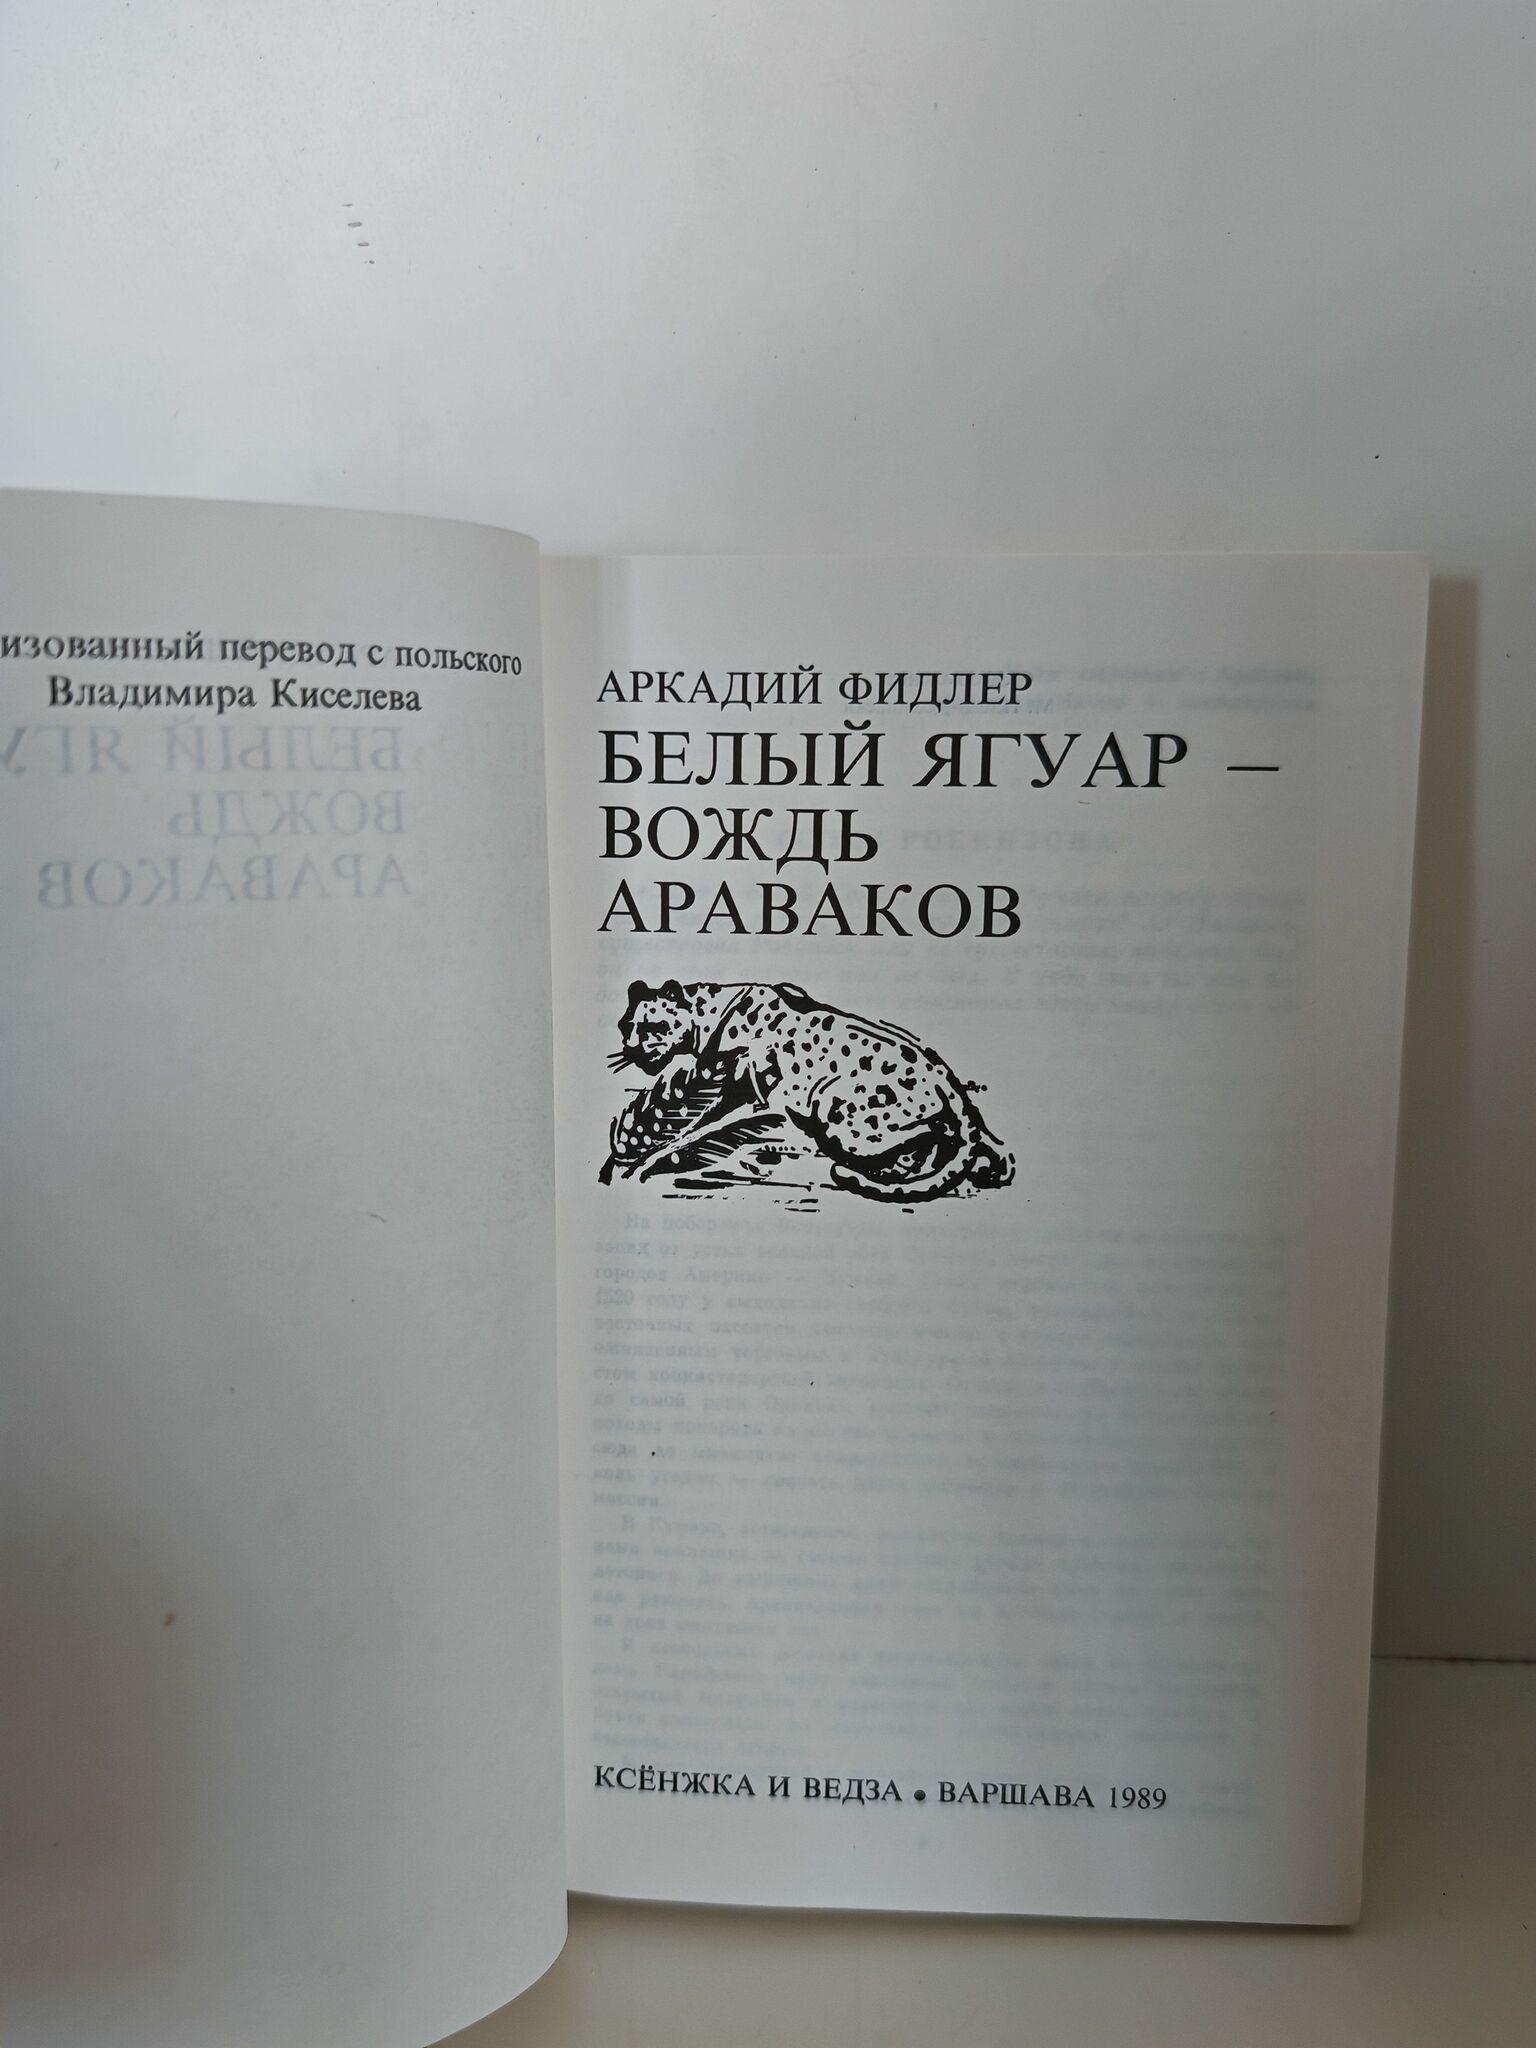 изованный перевод с польского
Владимира Киселева
АРКАДИЙ ФИДЛЕР
БЕЛЫЙ ЯГУАР –
ВОЖДЬ
АРАВАКОВ
КСЁНЖКА И ВЕДЗА • ВАРШАВА 1989